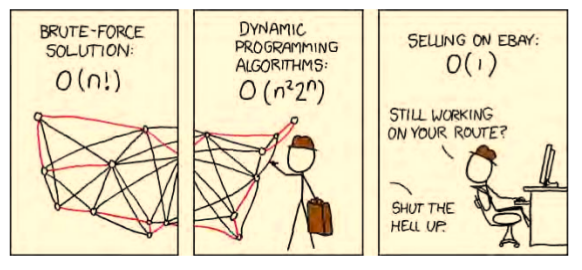 BRUTE-FORCE
SOLUTION:
O(n!)
DYNAMIC
PROGRAMMING
ALGORITHMS:
O(n²2ⁿ)
SELLING ON EBAY:
O(1)
STILL WORKING
ON YOUR ROUTE?
SHUT THE
HELL UP.